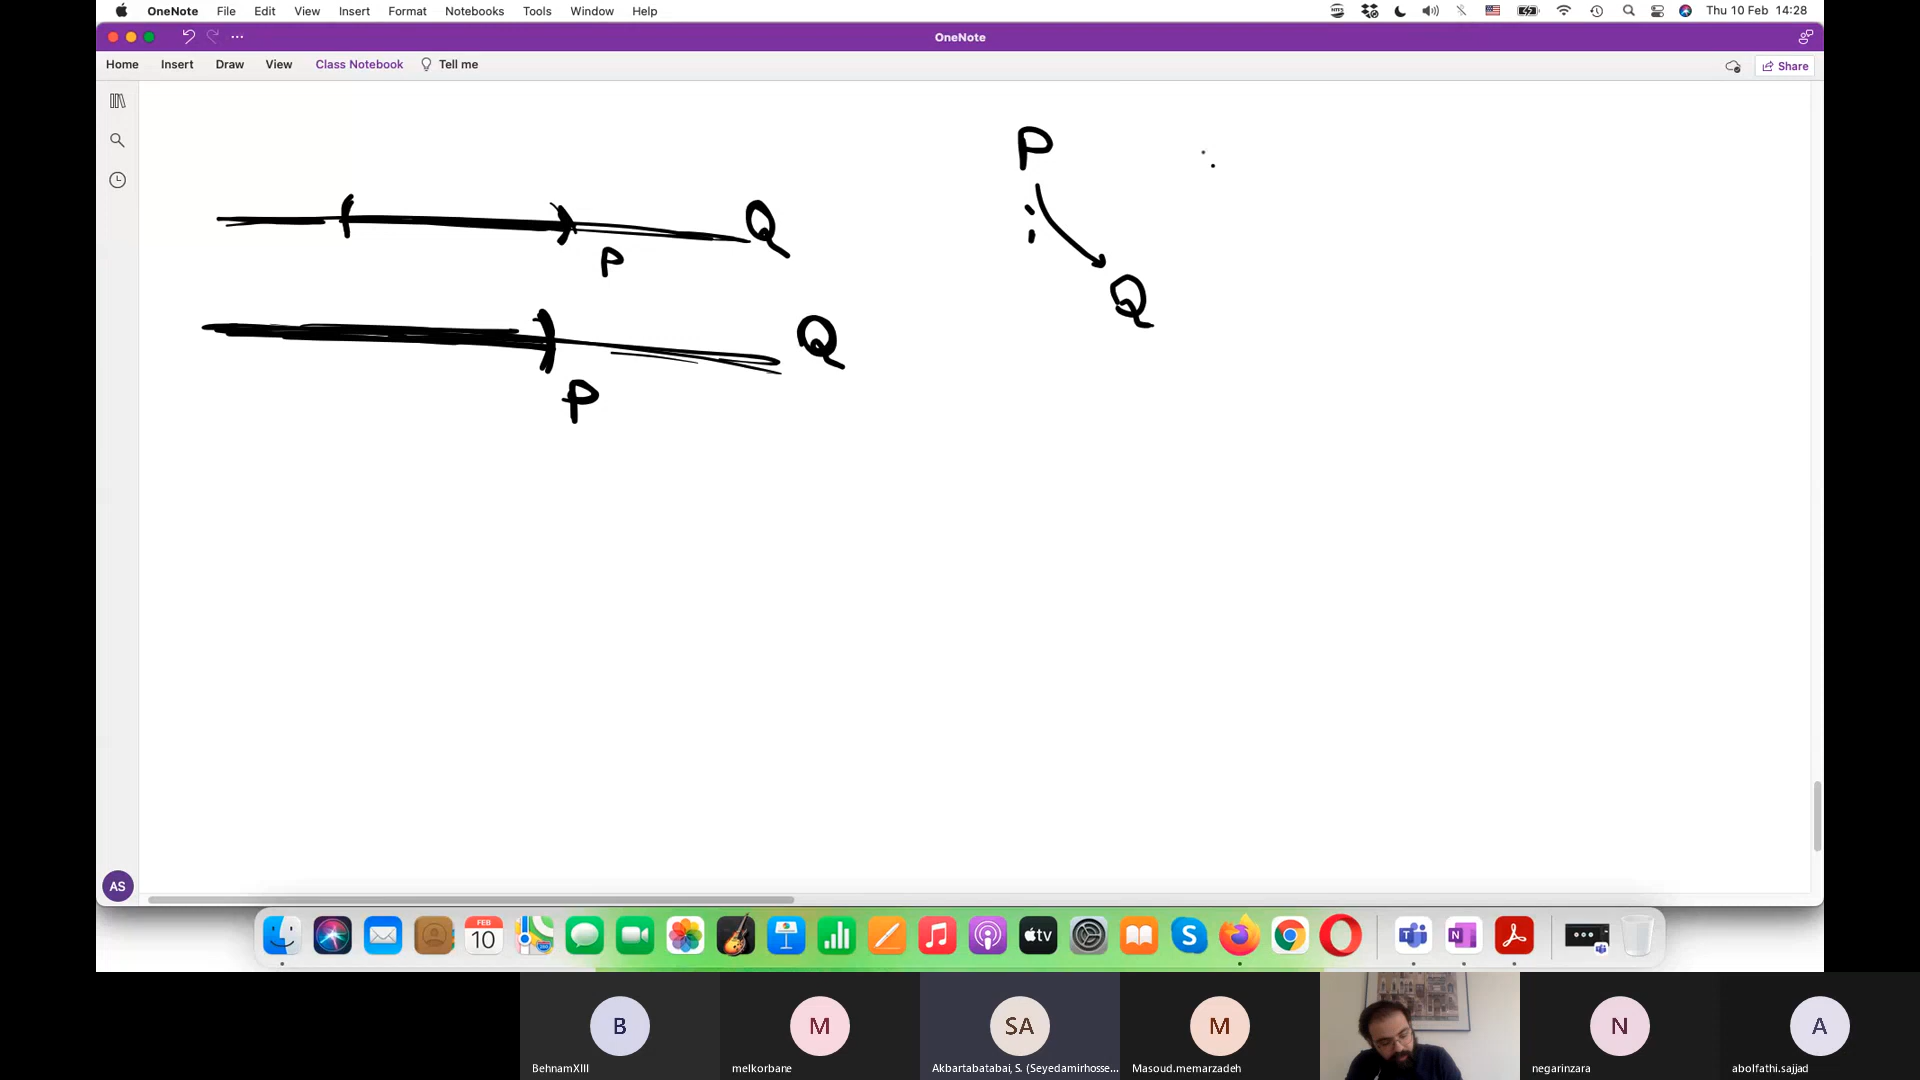 OneNote File Edit View Insert Format Notebooks Tools Window Help Thu 10 Feb 14:28
OneNote
Home Insert Draw View Class Notebook Tell me Share
P
Q
P
Q
Q
P
AS
FEB
10
tv
S
T
N
B
M
SA
M
N
A
BehnamXIII
melkorbane
Akbartabatabai, S. (Seyedamirhosse...
Masoud.memarzadeh
negarinzara
abolfathi.sajjad